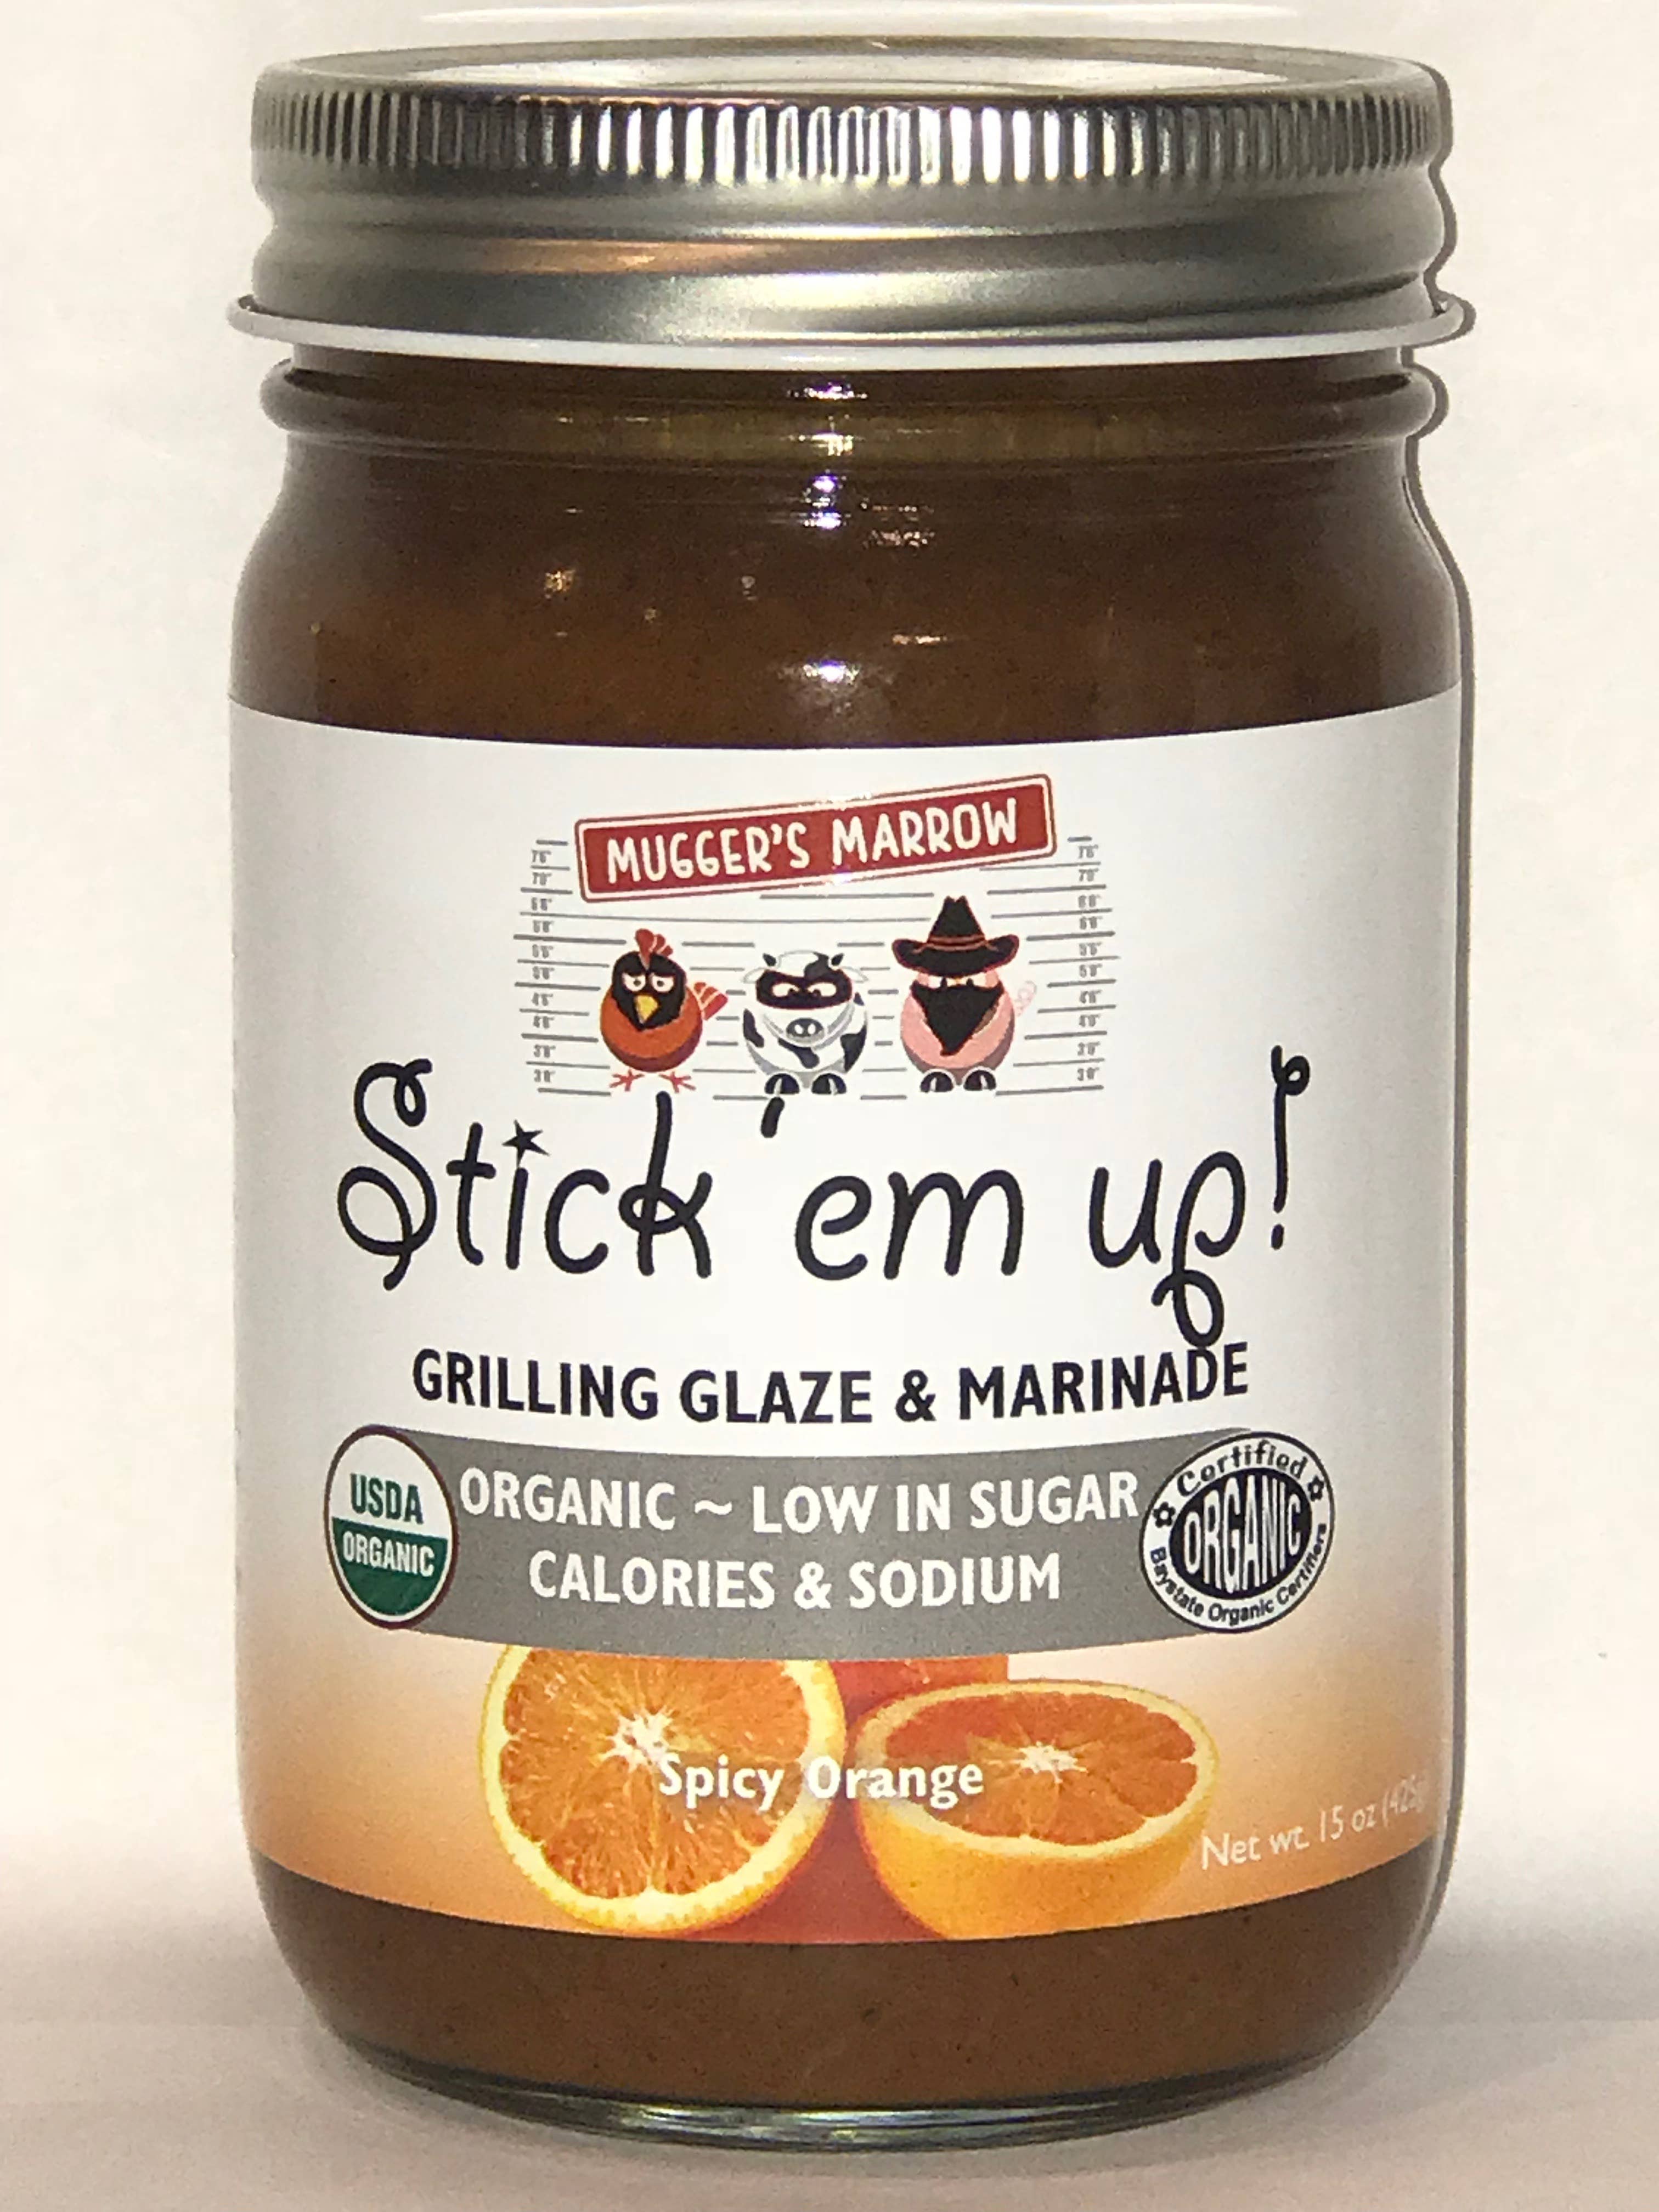 MUGGER'S MARROW
Stick 'em up!
GRILLING GLAZE & MARINADE
USDA
ORGANIC
ORGANIC ~ LOW IN SUGAR
CALORIES & SODIUM
Certified
ORGANIC
Baystate Organic Certifiers
Spicy Orange
Net wt. 15 oz (425g)